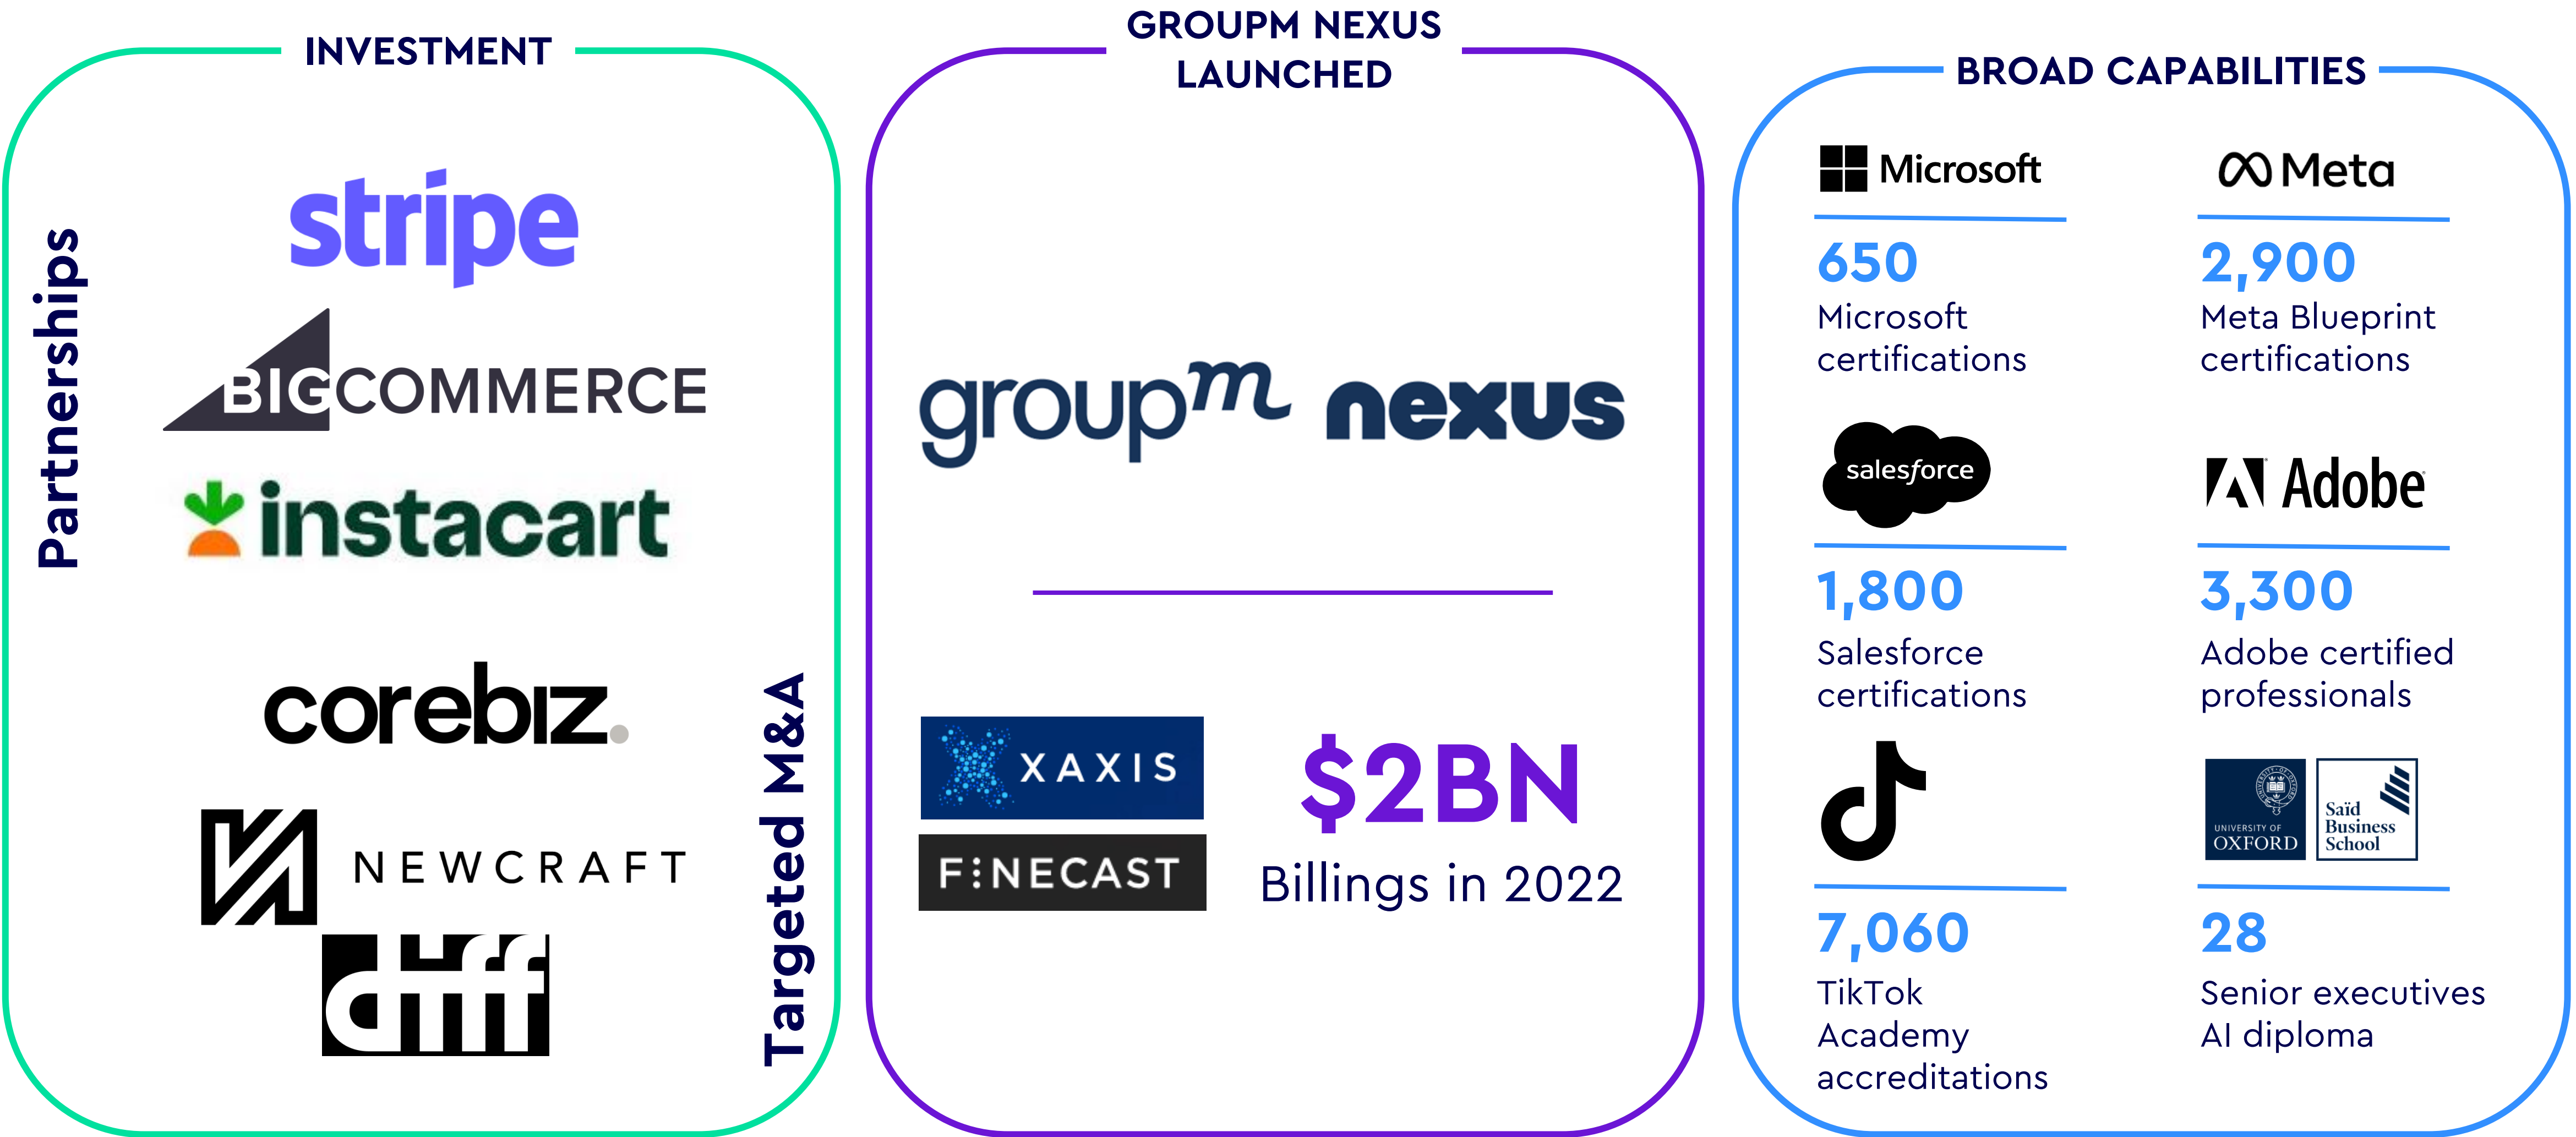 INVESTMENT
Partnerships
stripe
BIGCOMMERCE
instacart
Targeted M&A
corebiz.
NEWCRAFT
diff
GROUPM NEXUS
LAUNCHED
groupm nexus
XAXIS
FINECAST
$2BN
Billings in 2022
BROAD CAPABILITIES
Microsoft
650
Microsoft
certifications
Meta
2,900
Meta Blueprint
certifications
salesforce
1,800
Salesforce
certifications
Adobe
3,300
Adobe certified
professionals
7,060
TikTok
Academy
accreditations
UNIVERSITY OF
OXFORD
Saïd
Business
School
28
Senior executives
AI diploma